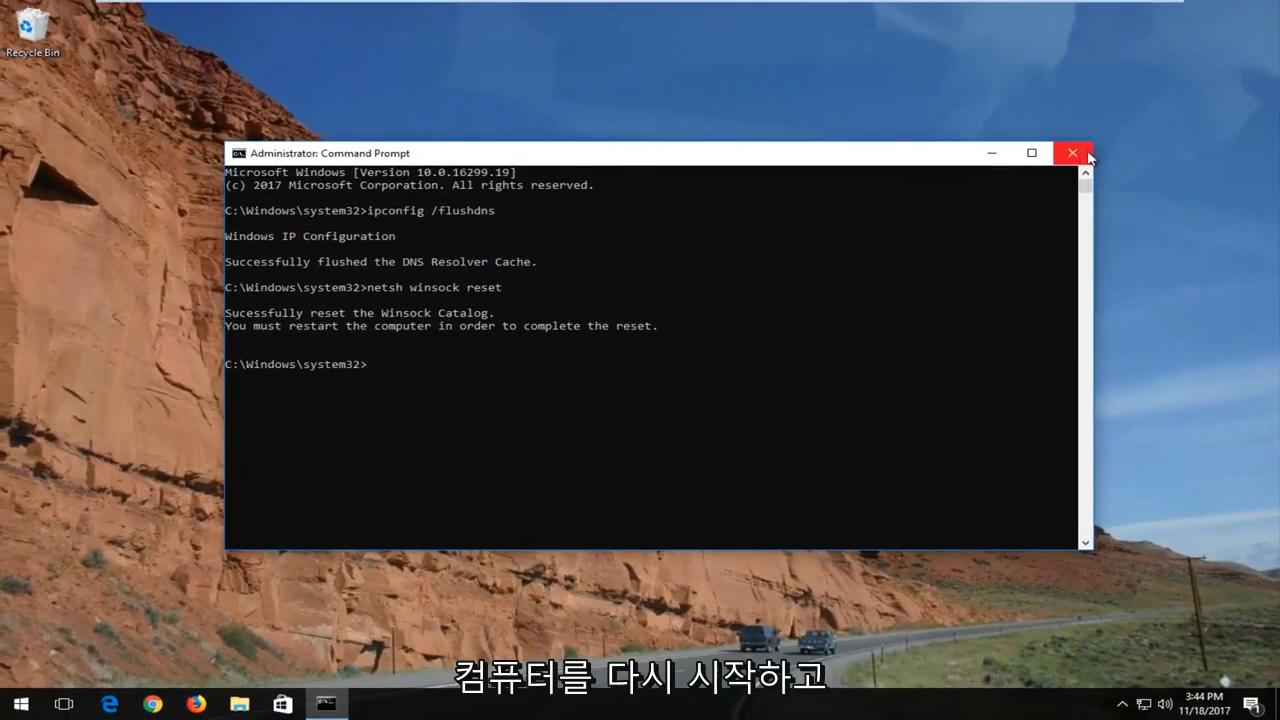 Recycle Bin
Administrator: Command Prompt
Microsoft Windows [Version 10.0.16299.19]
(c) 2017 Microsoft Corporation. All rights reserved.
C:\Windows\system32>ipconfig /flushdns
Windows IP Configuration
Successfully flushed the DNS Resolver Cache.
C:\Windows\system32>netsh winsock reset
Sucessfully reset the Winsock Catalog.
You must restart the computer in order to complete the reset.
C:\Windows\system32>
컴퓨터를 다시 시작하고
3:44 PM
11/18/2017
1